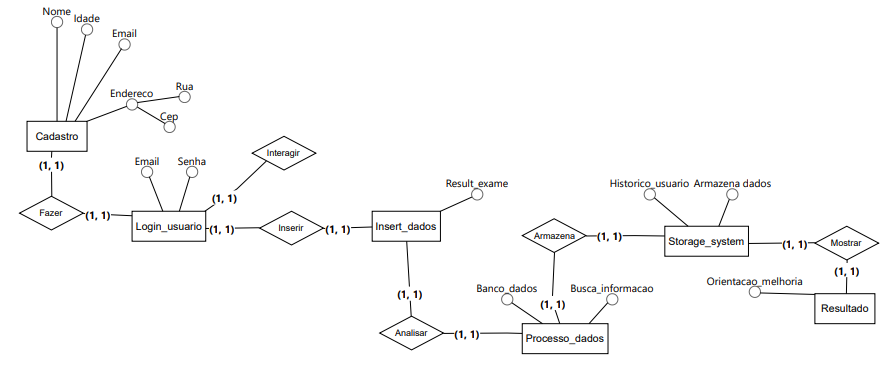 Nome
Idade
Email
Endereco
Rua
Cep
Cadastro
(1, 1)
Fazer
(1, 1)
Email
Senha
Login_usuario
(1, 1)
Interagir
(1, 1)
Inserir
(1, 1)
Result_exame
Insert_dados
(1, 1)
Analisar
(1, 1)
Banco_dados
Busca_informacao
Processo_dados
(1, 1)
Armazena
(1, 1)
Historico_usuario
Armazena dados
Storage_system
(1, 1)
Mostrar
(1, 1)
Orientacao_melhoria
Resultado